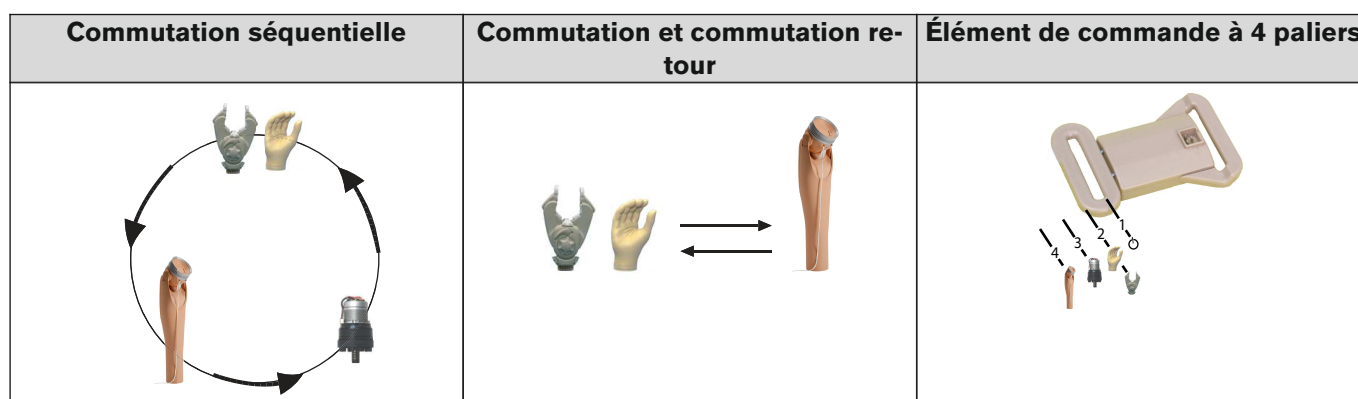 Commutation séquentielle
Commutation et commutation re-
tour
Élément de commande à 4 paliers
1
2
3
4